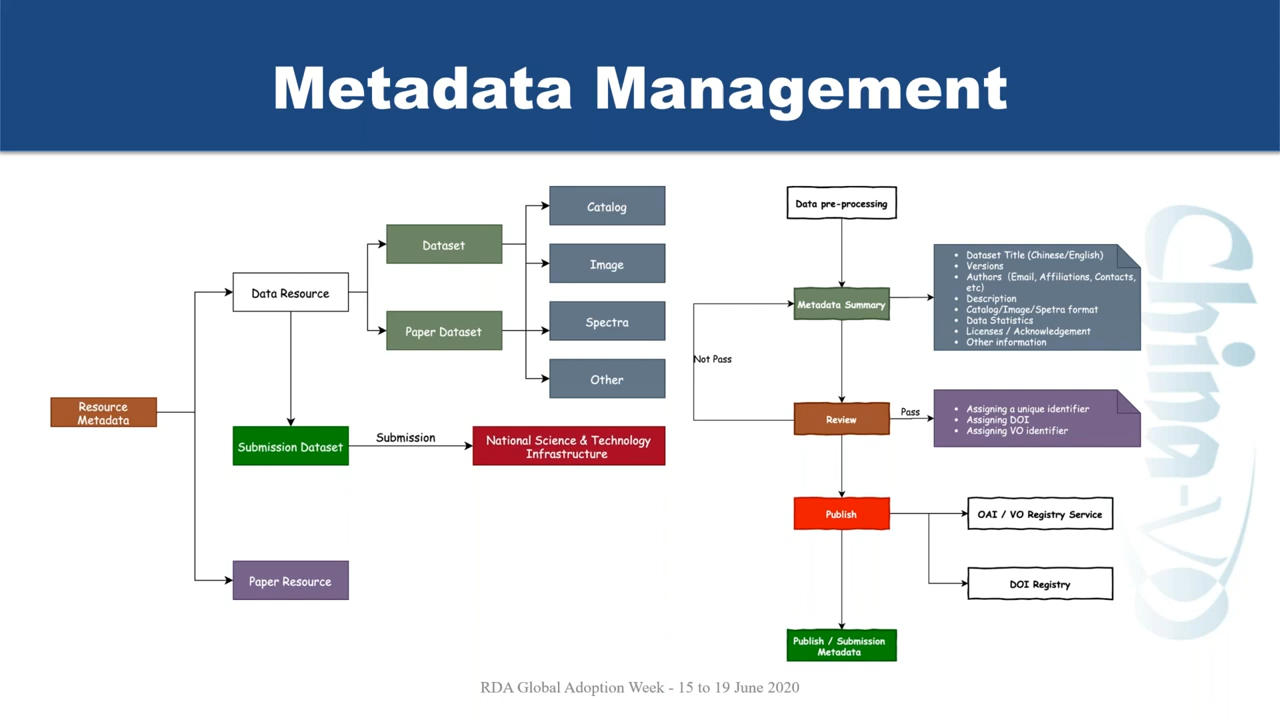 Metadata Management
Catalog
Dataset
Image
Data Resource
Paper Dataset
Spectra
Other
Resource
Metadata
Submission Dataset
Submission
National Science & Technology
Infrastructure
Paper Resource
Data pre-processing
Metadata Summary
• Dataset Title (Chinese/English)
• Versions
• Authors (Email, Affiliations, Contacts,
etc)
• Description
• Catalog/Image/Spetra format
• Data Statistics
• Licenses / Acknowledgement
• Other information
Not Pass
Review
Pass
• Assigning a unique identifier
• Assigning DOI
• Assigning VO identifier
Publish
OAI / VO Registry Service
DOI Registry
Publish / Submission
Metadata
China-VO
RDA Global Adoption Week - 15 to 19 June 2020